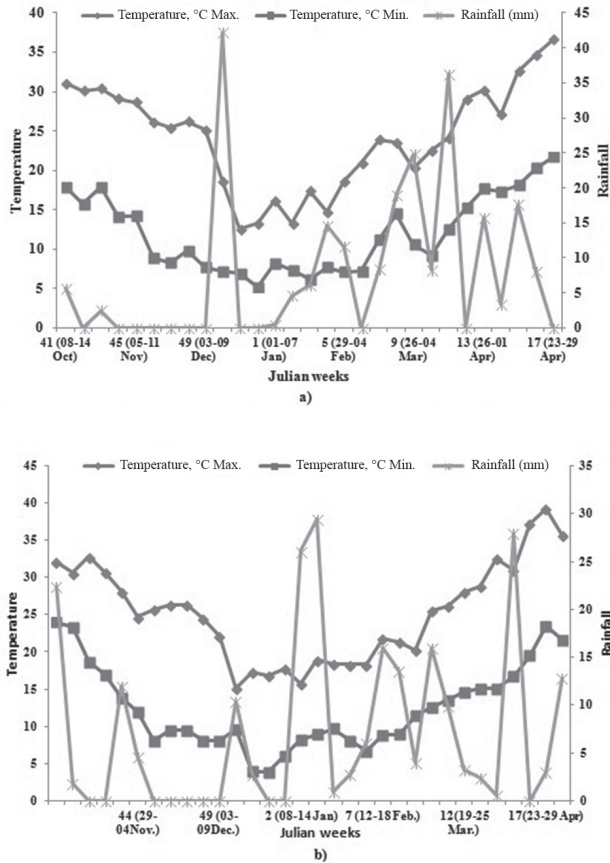 Temperature, °C Max. Temperature, °C Min. Rainfall (mm)
Temperature
40
35
30
25
20
15
10
5
0
45
40
35
30
25
20
15
10
5
0
Rainfall
41 (08-14 45 (05-11 49 (03-09 1 (01-07 5 (29-04 9 (26-04 13 (26-01 17 (23-29
Oct) Nov) Dec) Jan) Feb) Mar) Apr) Apr)
Julian weeks
a)
Temperature, °C Max. Temperature, °C Min. Rainfall (mm)
Temperature
45
40
35
30
25
20
15
10
5
0
35
30
25
20
15
10
5
0
Rainfall
44 (29- 49 (03- 2 (08-14 Jan) 7 (12-18 Feb.) 12(19-25 17(23-29 Apr)
04Nov.) 09Dec.) Mar.)
Julian weeks
b)